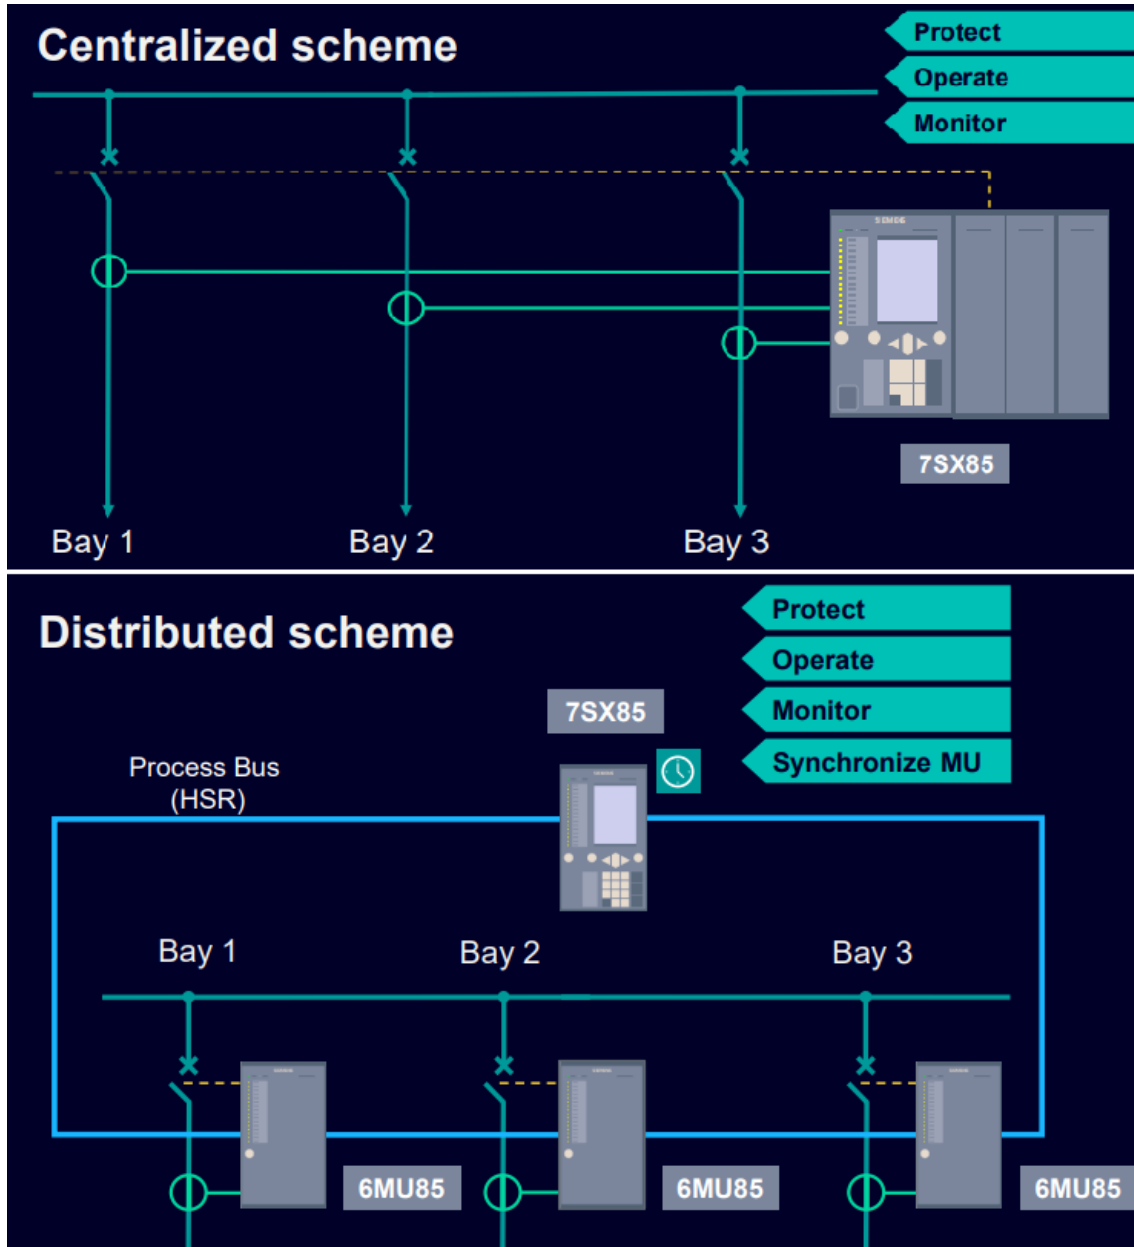 Centralized scheme
Protect
Operate
Monitor
SIEMENS
7SX85
Bay 1
Bay 2
Bay 3
Distributed scheme
Protect
Operate
Monitor
Synchronize MU
7SX85
Process Bus
(HSR)
Bay 1
Bay 2
Bay 3
6MU85
6MU85
6MU85